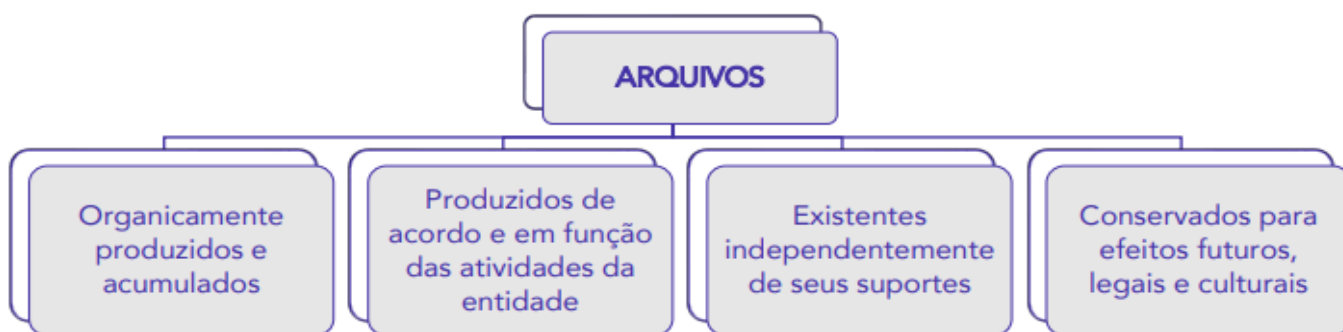 ARQUIVOS
Organicamente
produzidos e
acumulados
Produzidos de
acordo e em função
das atividades da
entidade
Existentes
independentemente
de seus suportes
Conservados para
efeitos futuros,
legais e culturais